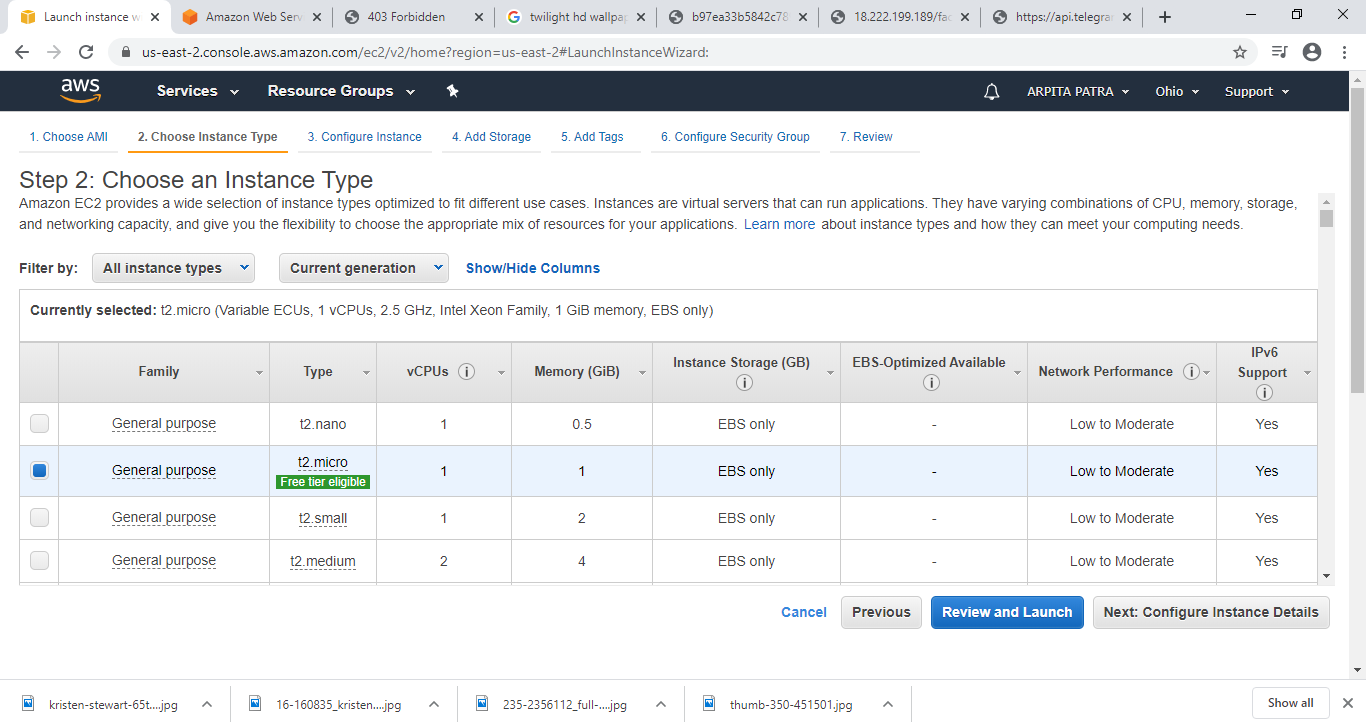 Launch instance w
Amazon Web Serv
403 Forbidden
twilight hd wallpap
b97ea33b5842c78
18.222.199.189/fac
https://api.telegra
us-east-2.console.aws.amazon.com/ec2/v2/home?region=us-east-2#LaunchInstanceWizard:
aws
Services
Resource Groups
ARPITA PATRA
Ohio
Support
1. Choose AMI
2. Choose Instance Type
3. Configure Instance
4. Add Storage
5. Add Tags
6. Configure Security Group
7. Review
Step 2: Choose an Instance Type
Amazon EC2 provides a wide selection of instance types optimized to fit different use cases. Instances are virtual servers that can run applications. They have varying combinations of CPU, memory, storage,
and networking capacity, and give you the flexibility to choose the appropriate mix of resources for your applications. Learn more about instance types and how they can meet your computing needs.
Filter by: All instance types Current generation Show/Hide Columns
Currently selected: t2.micro (Variable ECUs, 1 vCPUs, 2.5 GHz, Intel Xeon Family, 1 GiB memory, EBS only)
Family Type vCPUs Memory (GiB) Instance Storage (GB) EBS-Optimized Available Network Performance IPv6 Support
General purpose t2.nano 1 0.5 EBS only - Low to Moderate Yes
General purpose t2.micro Free tier eligible 1 1 EBS only - Low to Moderate Yes
General purpose t2.small 1 2 EBS only - Low to Moderate Yes
General purpose t2.medium 2 4 EBS only - Low to Moderate Yes
Cancel Previous Review and Launch Next: Configure Instance Details
kristen-stewart-65t....jpg
16-160835_kristen....jpg
235-2356112_full-....jpg
thumb-350-451501.jpg
Show all